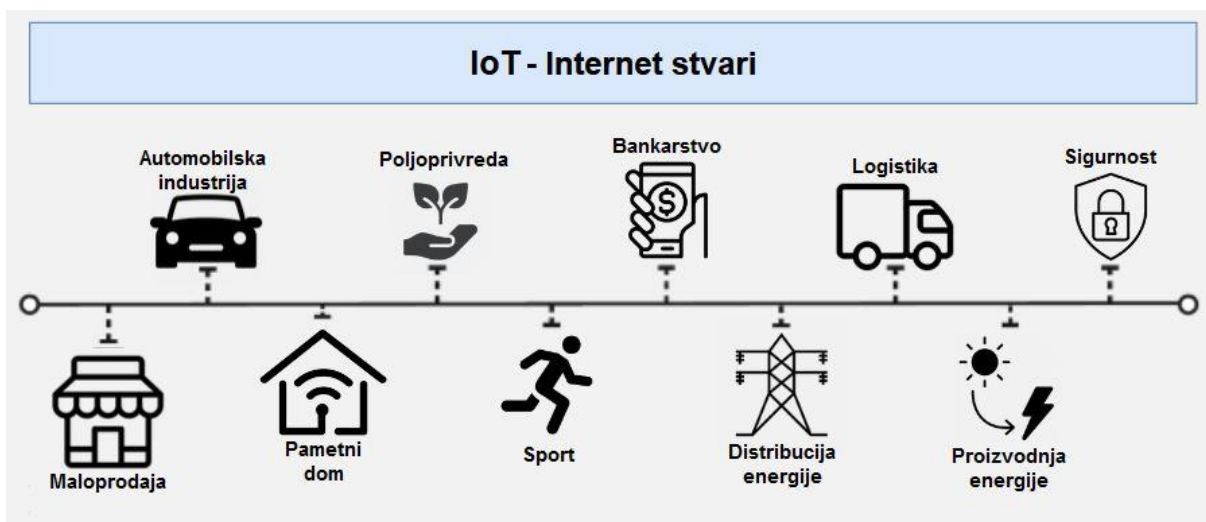 IoT - Internet stvari
Automobilska
industrija
Poljoprivreda
Bankarstvo
Logistika
Sigurnost
Maloprodaja
Pametni
dom
Sport
Distribucija
energije
Proizvodnja
energije